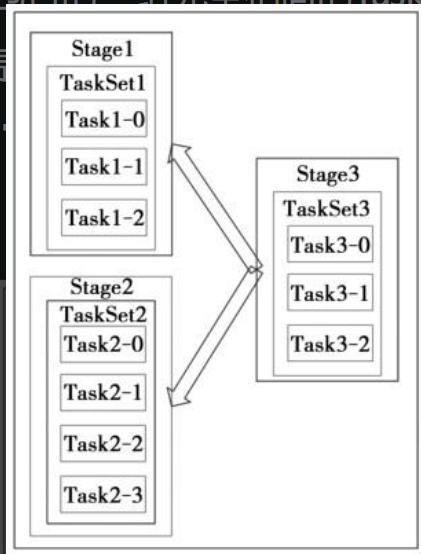 Stage1
TaskSet1
Task1-0
Task1-1
Task1-2
Stage2
TaskSet2
Task2-0
Task2-1
Task2-2
Task2-3
Stage3
TaskSet3
Task3-0
Task3-1
Task3-2